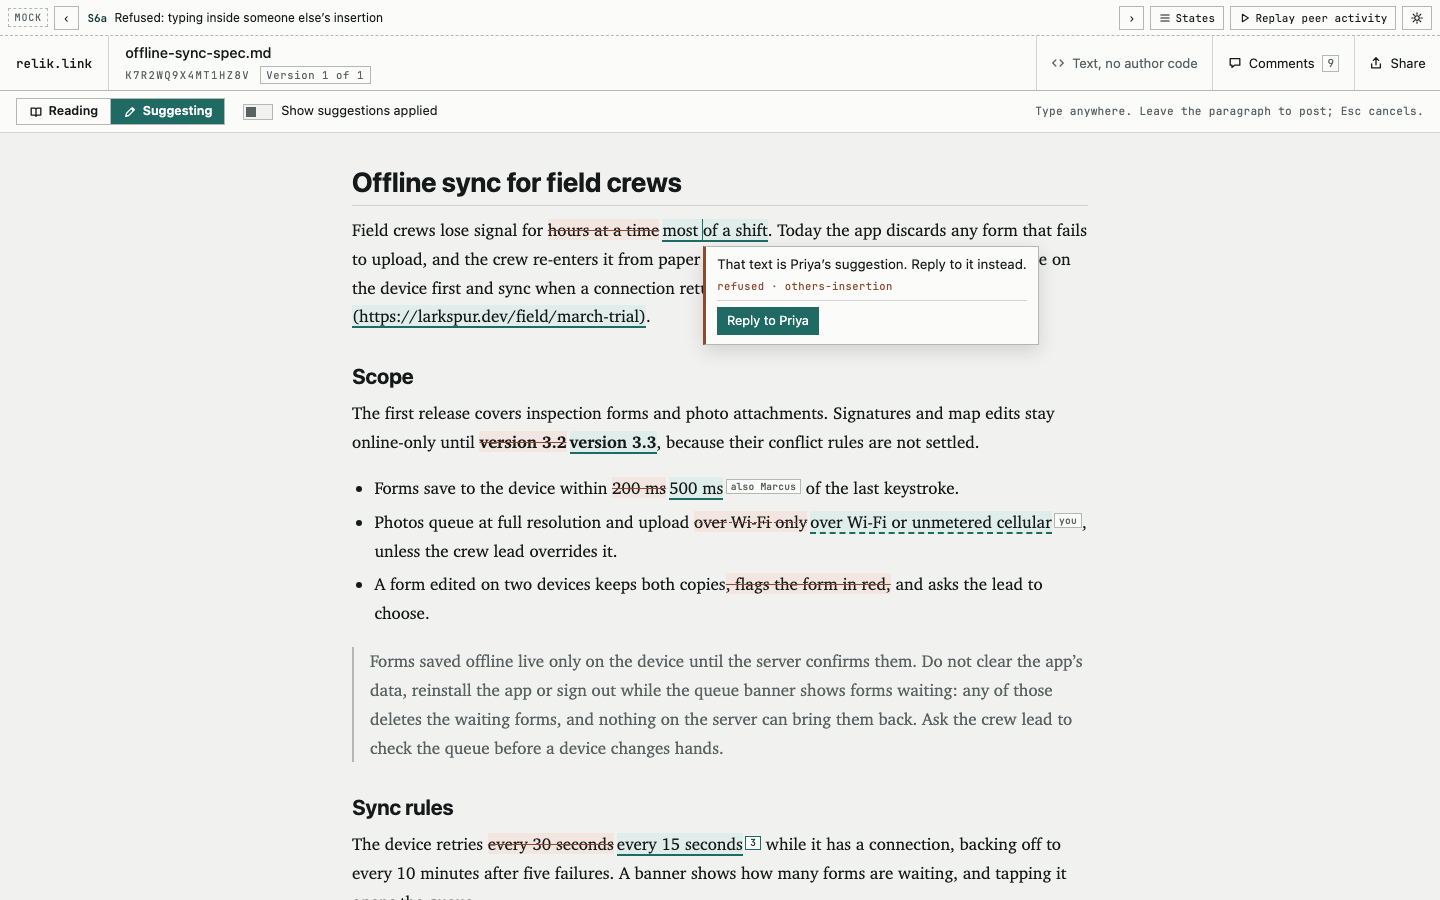 MOCK ‹ S6a Refused: typing inside someone else's insertion › States Replay peer activity
relik.link offline-sync-spec.md Text, no author code Comments 9 Share
K7R2WQ9X4MT1HZ8V Version 1 of 1
Reading Suggesting Show suggestions applied Type anywhere. Leave the paragraph to post; Esc cancels.
Offline sync for field crews
Field crews lose signal for hours at a time most of a shift. Today the app discards any form that fails
to upload, and the crew re-enters it from paper e on
the device first and sync when a connection retu
(https://larkspur.dev/field/march-trial).
That text is Priya’s suggestion. Reply to it instead.
refused · others-insertion
Reply to Priya
Scope
The first release covers inspection forms and photo attachments. Signatures and map edits stay
online-only until version 3.2 version 3.3, because their conflict rules are not settled.
• Forms save to the device within 200 ms 500 ms also Marcus of the last keystroke.
• Photos queue at full resolution and upload over Wi-Fi only over Wi-Fi or unmetered cellular you,
unless the crew lead overrides it.
• A form edited on two devices keeps both copies, flags the form in red, and asks the lead to
choose.
Forms saved offline live only on the device until the server confirms them. Do not clear the app’s
data, reinstall the app or sign out while the queue banner shows forms waiting: any of those
deletes the waiting forms, and nothing on the server can bring them back. Ask the crew lead to
check the queue before a device changes hands.
Sync rules
The device retries every 30 seconds every 15 seconds 3 while it has a connection, backing off to
every 10 minutes after five failures. A banner shows how many forms are waiting, and tapping it